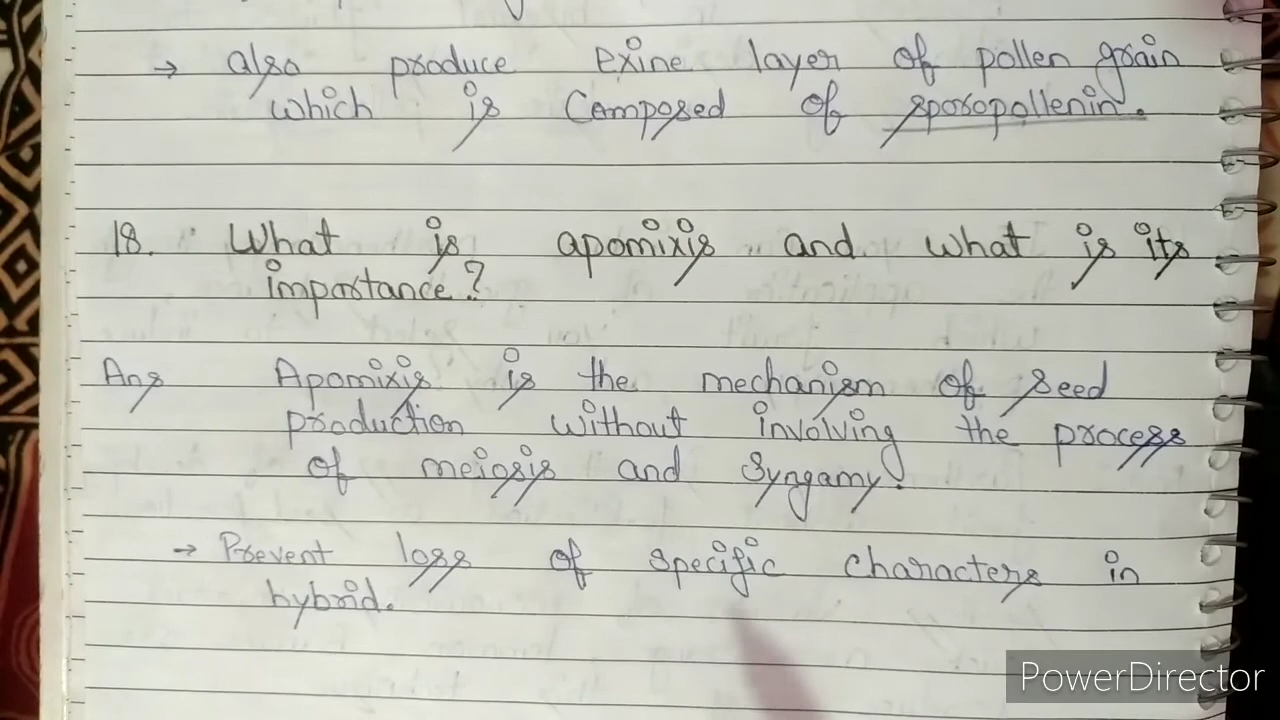 → also produce exine layer of pollen grain
which is Composed of sporopollenin.
18. What is apomixis and what is its
importance?
Ans Apomixis is the mechanism of seed
production without involving the process
of meiosis and Syngamy.
→ Prevent loss of specific characters in
hybrid.
PowerDirector